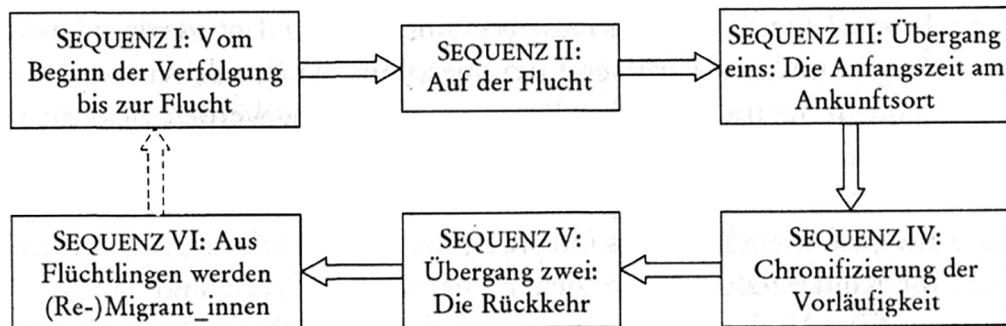 SEQUENZ I: Vom
Beginn der Verfolgung
bis zur Flucht
SEQUENZ II:
Auf der Flucht
SEQUENZ III: Übergang
eins: Die Anfangszeit am
Ankunftsort
SEQUENZ IV:
Chronifizierung der
Vorläufigkeit
SEQUENZ V:
Übergang zwei:
Die Rückkehr
SEQUENZ VI: Aus
Flüchtlingen werden
(Re-)Migrant_innen